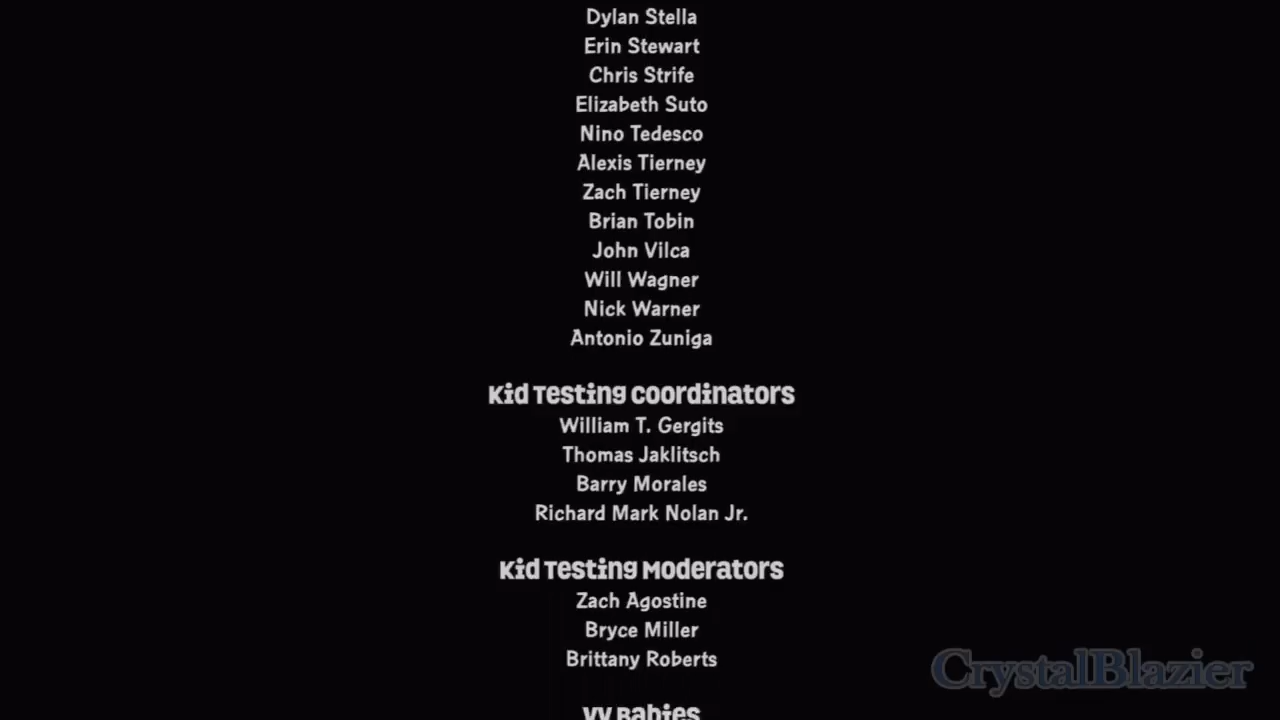 Dylan Stella
Erin Stewart
Chris Strife
Elizabeth Suto
Nino Tedesco
Alexis Tierney
Zach Tierney
Brian Tobin
John Vilca
Will Wagner
Nick Warner
Antonio Zuniga
Kid Testing Coordinators
William T. Gergits
Thomas Jaklitsch
Barry Morales
Richard Mark Nolan Jr.
Kid Testing Moderators
Zach Agostine
Bryce Miller
Brittany Roberts
VV Babies
CrystalBlazier